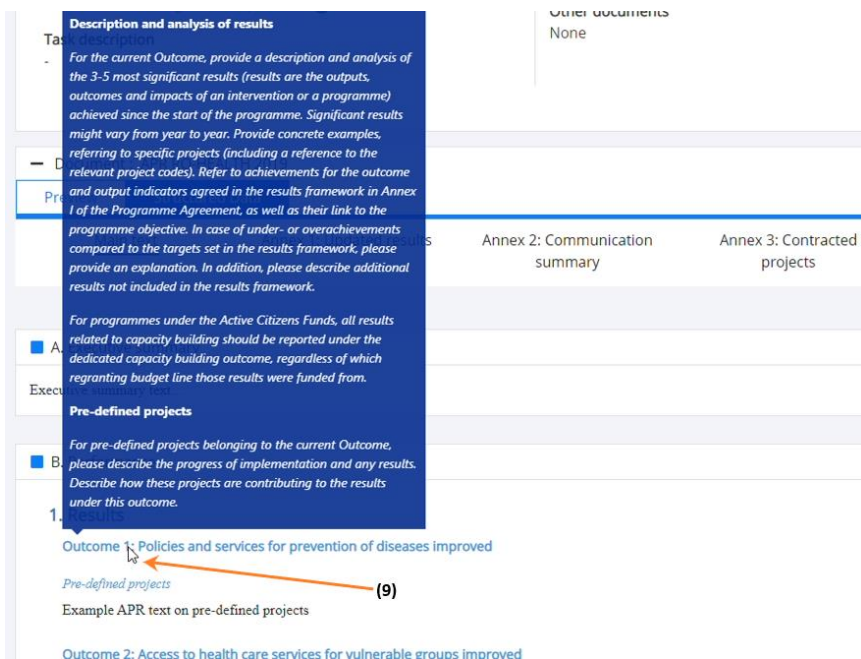 Other documents
None
Task description
-
Description and analysis of results
For the current Outcome, provide a description and analysis of
the 3-5 most significant results (results are the outputs,
outcomes and impacts of an intervention or a programme)
achieved since the start of the programme. Significant results
might vary from year to year. Provide concrete examples,
referring to specific projects (including a reference to the
relevant project codes). Refer to achievements for the outcome
and output indicators agreed in the results framework in Annex
I of the Programme Agreement, as well as their link to the
programme objective. In case of under- or overachievements
compared to the targets set in the results framework, please
provide an explanation. In addition, please describe additional
results not included in the results framework.
For programmes under the Active Citizens Funds, all results
related to capacity building should be reported under the
dedicated capacity building outcome, regardless of which
regranting budget line those results were funded from.
Pre-defined projects
For pre-defined projects belonging to the current Outcome,
please describe the progress of implementation and any results.
Describe how these projects are contributing to the results
under this outcome.
Annex 2: Communication
summary
Annex 3: Contracted
projects
A.
Executive summary text
B.
1. Results
Outcome 1: Policies and services for prevention of diseases improved
(9)
Pre-defined projects
Example APR text on pre-defined projects
Outcome 2: Access to health care services for vulnerable groups improved